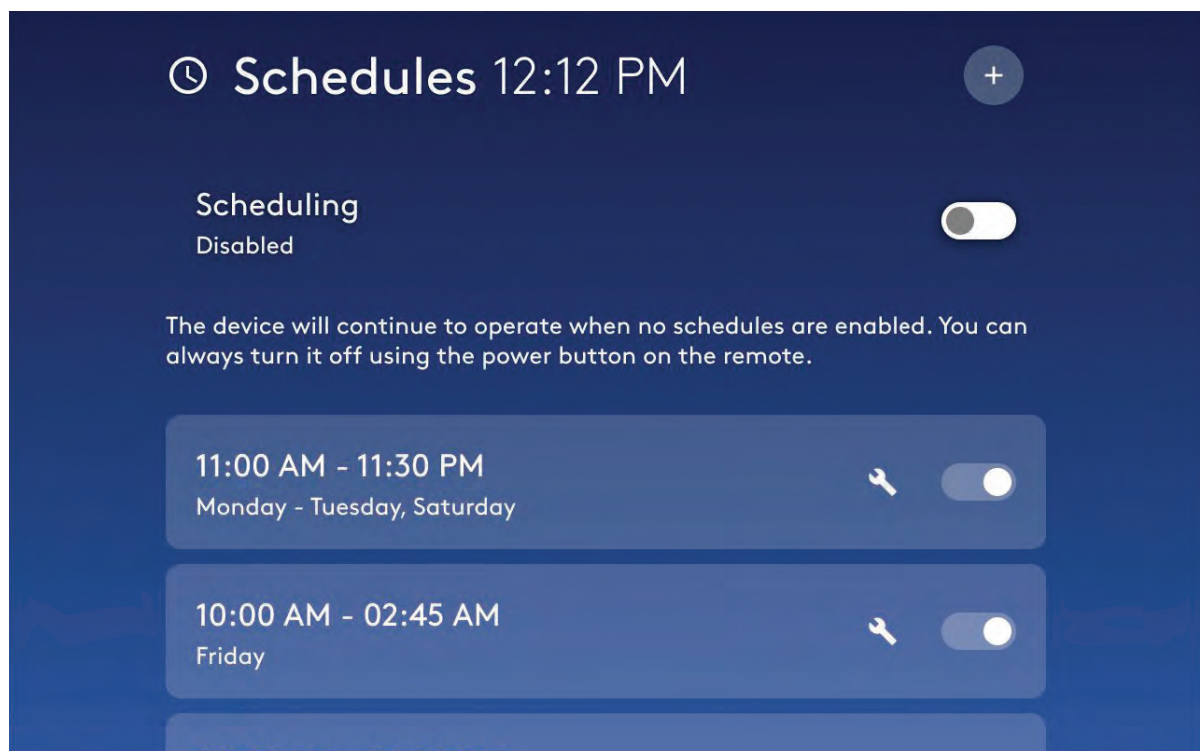 Schedules 12:12 PM
+
Scheduling
Disabled
The device will continue to operate when no schedules are enabled. You can
always turn it off using the power button on the remote.
11:00 AM - 11:30 PM
Monday - Tuesday, Saturday
10:00 AM - 02:45 AM
Friday